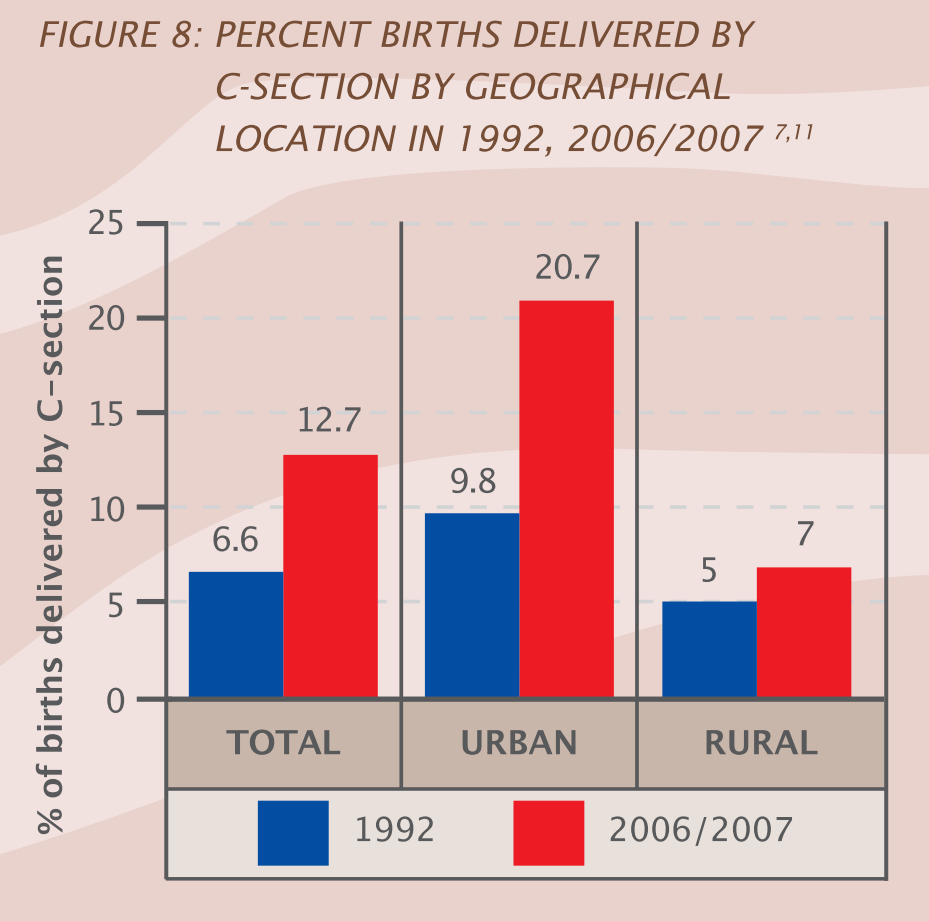 FIGURE 8: PERCENT BIRTHS DELIVERED BY
C-SECTION BY GEOGRAPHICAL
LOCATION IN 1992, 2006/2007 7,11
% of births delivered by C-section
25
20
15
10
5
0
6.6
12.7
9.8
20.7
5
7
TOTAL
URBAN
RURAL
1992
2006/2007